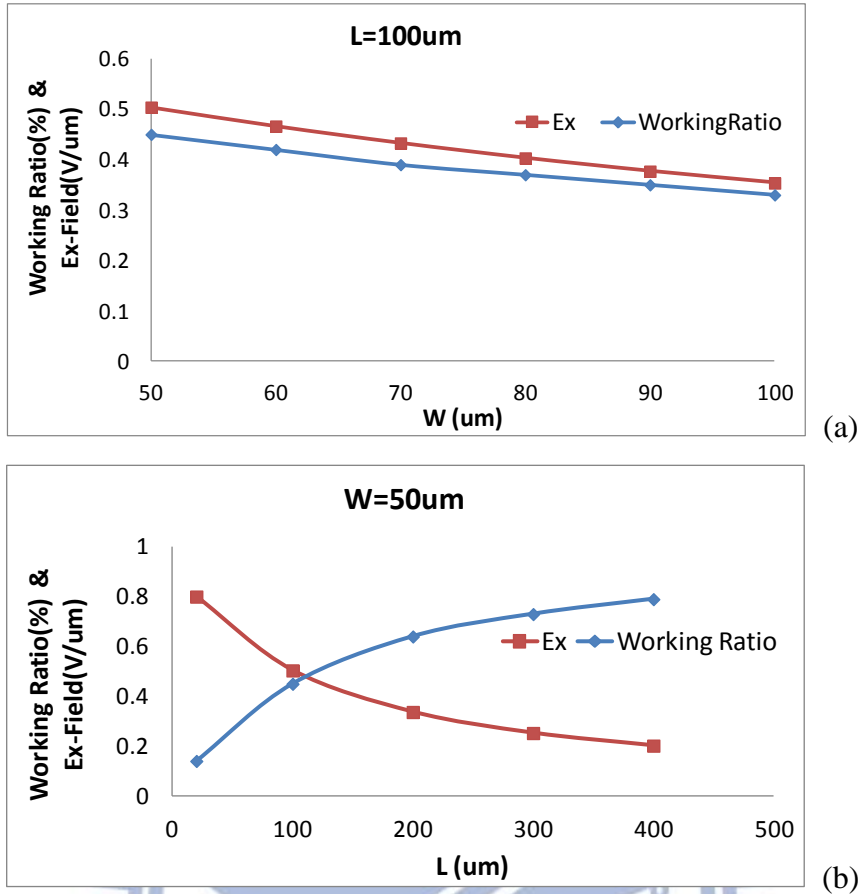 L=100um
Working Ratio(%) &
Ex-Field(V/um)
0.6
0.5
0.4
0.3
0.2
0.1
0
Ex WorkingRatio
50 60 70 80 90 100
W (um)
(a)
W=50um
Working Ratio(%) &
Ex-Field(V/um)
1
0.8
0.6
0.4
0.2
0
Ex Working Ratio
0 100 200 300 400 500
L (um)
(b)